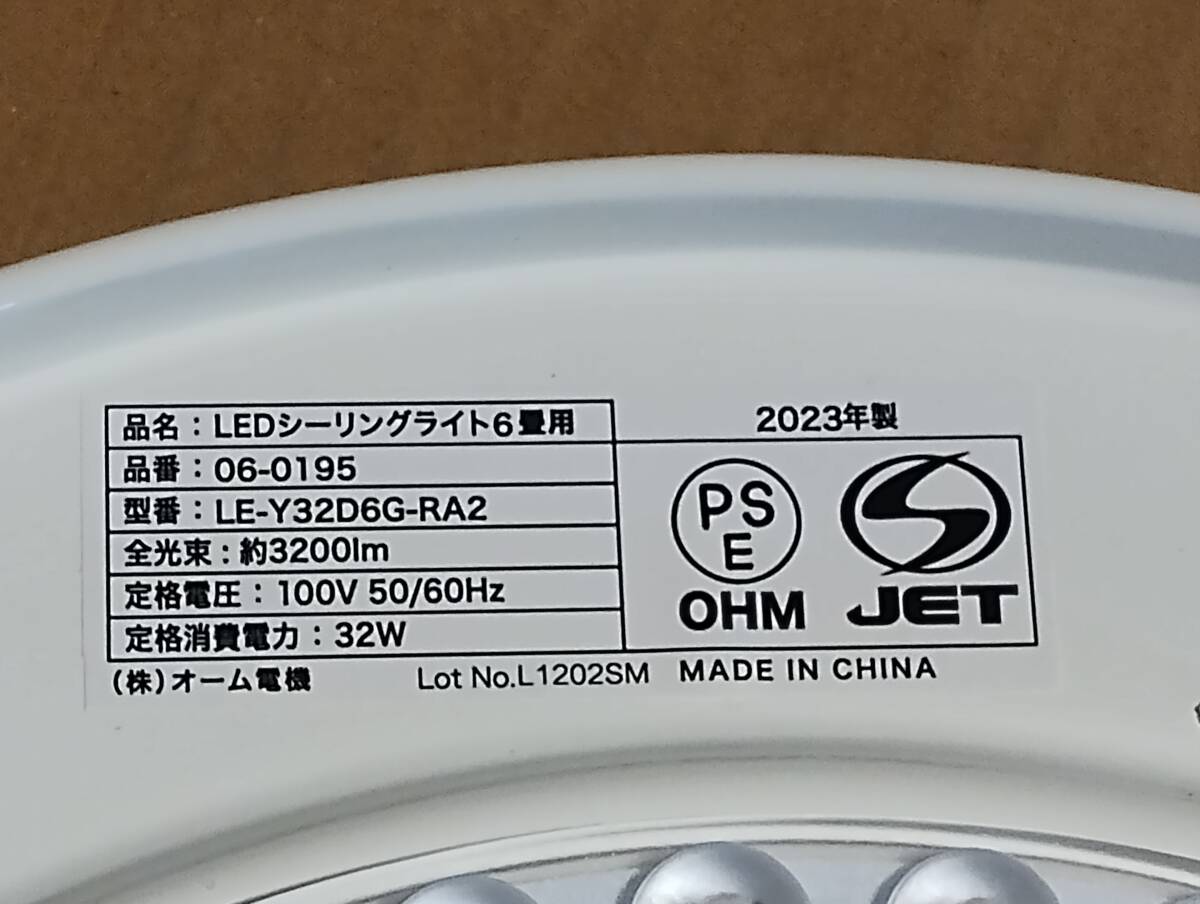 品名：LEDシーリングライト6畳用
2023年製
品番：06-0195
型番：LE-Y32D6G-RA2
全光束：約3200lm
定格電圧：100V 50/60Hz
定格消費電力：32W
PS
E
OHM
JET
(株)オーム電機 Lot No.L1202SM MADE IN CHINA